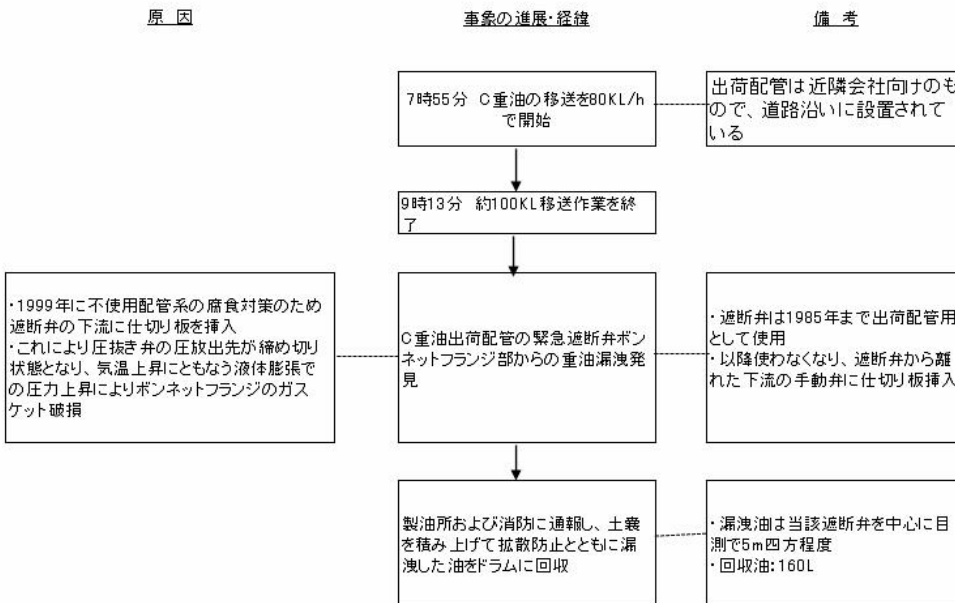 原 因
事象の進展・経緯
備 考
7時55分 C重油の移送を80KL/h
で開始
出荷配管は近隣会社向けのも
ので、道路沿いに設置されて
いる
9時13分 約100KL移送作業を終
了
・1999年に不使用配管系の腐食対策のため
遮断弁の下流に仕切り板を挿入
・これにより圧抜き弁の圧放出先が締め切り
状態となり、気温上昇にともなう液体膨張で
の圧力上昇によりボンネットフランジのガス
ケット破損
C重油出荷配管の緊急遮断弁ボン
ネットフランジ部からの重油漏洩発
見
・遮断弁は1985年まで出荷配管用
として使用
・以降使わなくなり、遮断弁から離
れた下流の手動弁に仕切り板挿入
製油所および消防に通報し、土嚢
を積み上げて拡散防止とともに漏
洩した油をドラムに回収
・漏洩油は当該遮断弁を中心に目
測で5m四方程度
・回収油:160L